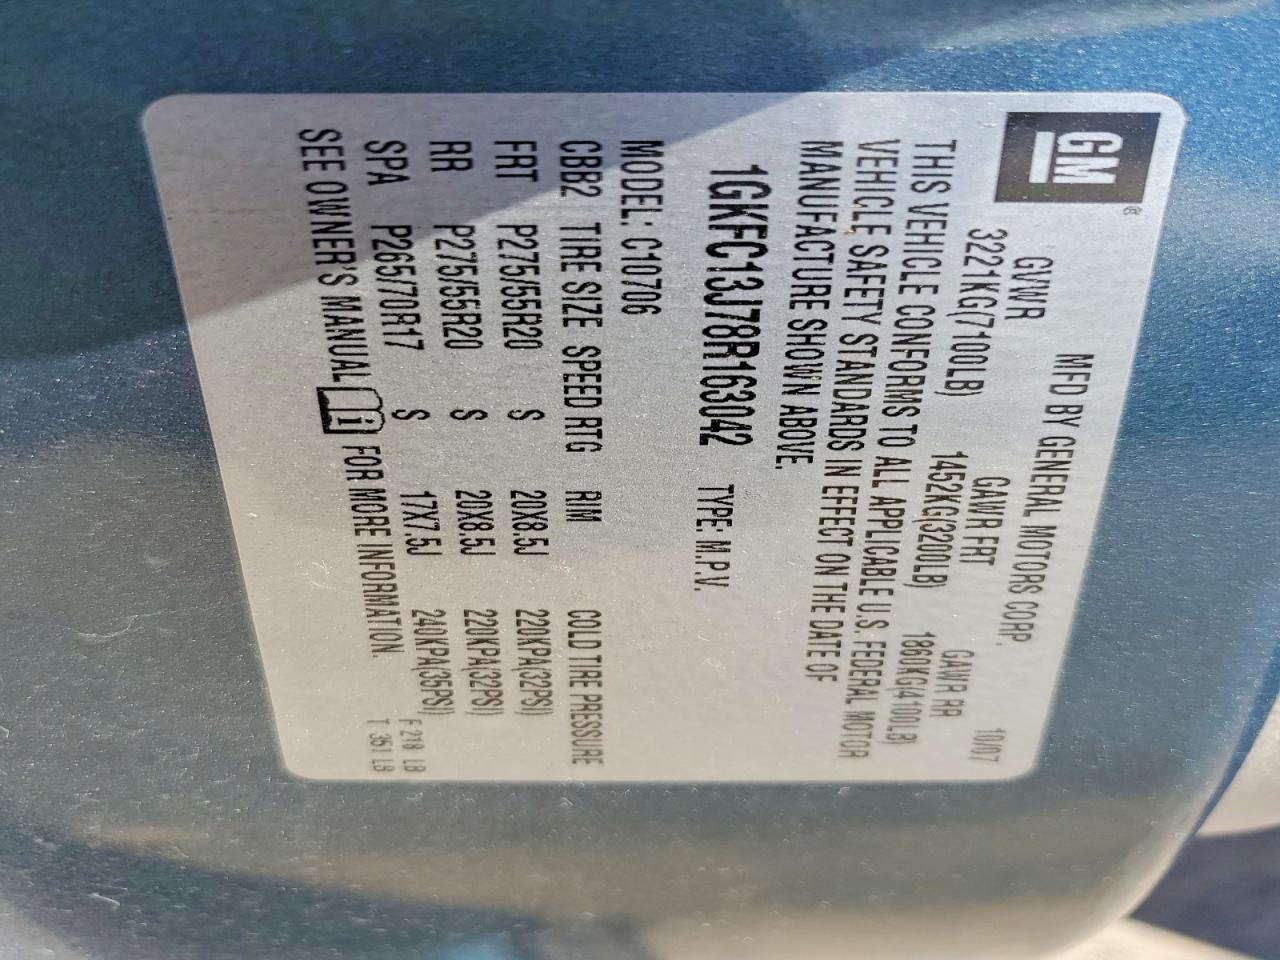 GM®
MFD BY GENERAL MOTORS CORP. 10/07
GVWR GAWR FRT GAWR RR
3221KG(7100LB) 1452KG(3200LB) 1860KG(4100LB)
THIS VEHICLE CONFORMS TO ALL APPLICABLE U.S. FEDERAL MOTOR
VEHICLE SAFETY STANDARDS IN EFFECT ON THE DATE OF
MANUFACTURE SHOWN ABOVE.
1GKFC13J78R163042 TYPE: M.P.V.
MODEL: C10706
CBB2 TIRE SIZE SPEED RTG RIM COLD TIRE PRESSURE
FRT P275/55R20 S 20X8.5J 220KPA(32PSI)
RR P275/55R20 S 20X8.5J 220KPA(32PSI)
SPA P265/70R17 S 17X7.5J 240KPA(35PSI)
SEE OWNER'S MANUAL FOR MORE INFORMATION.
F 218 LB
T 351 LB